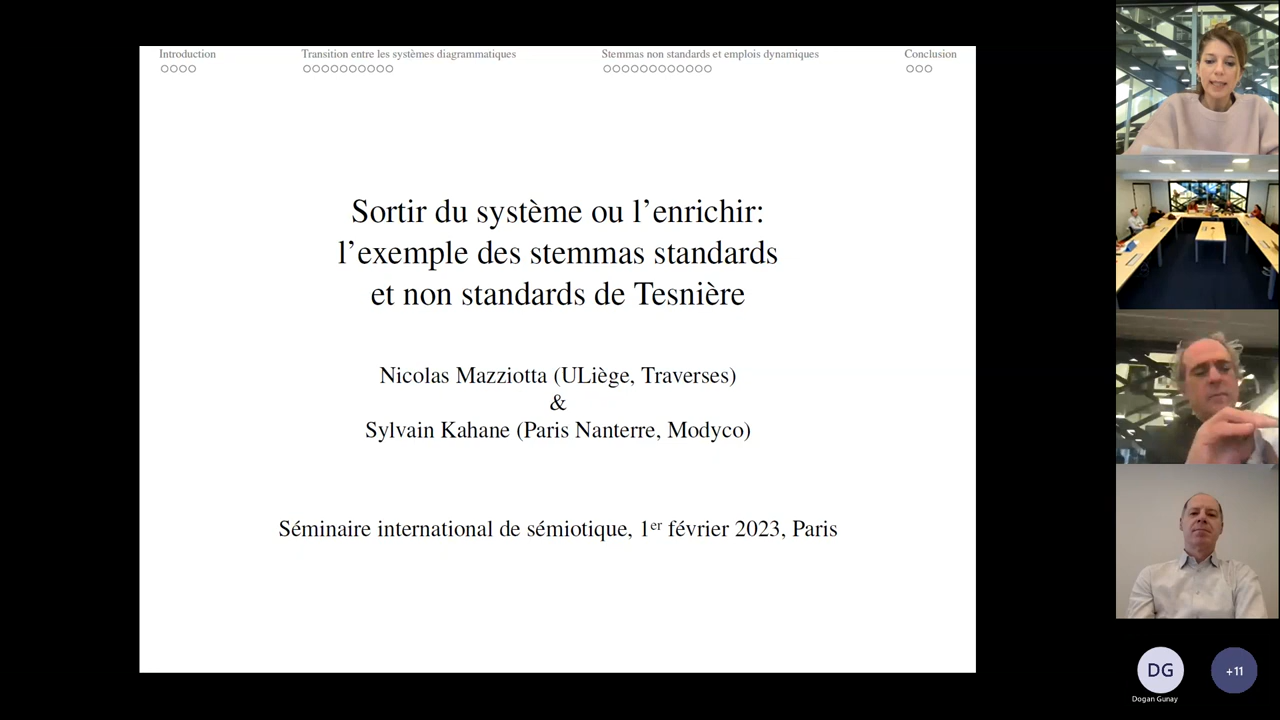 Introduction
Transition entre les systèmes diagrammatiques
Stemmas non standards et emplois dynamiques
Conclusion
Sortir du système ou l’enrichir:
l’exemple des stemmas standards
et non standards de Tesnière
Nicolas Mazziotta (ULiège, Traverses)
&
Sylvain Kahane (Paris Nanterre, Modyco)
Séminaire international de sémiotique, 1er février 2023, Paris
DG
+11
Dogan Gunay